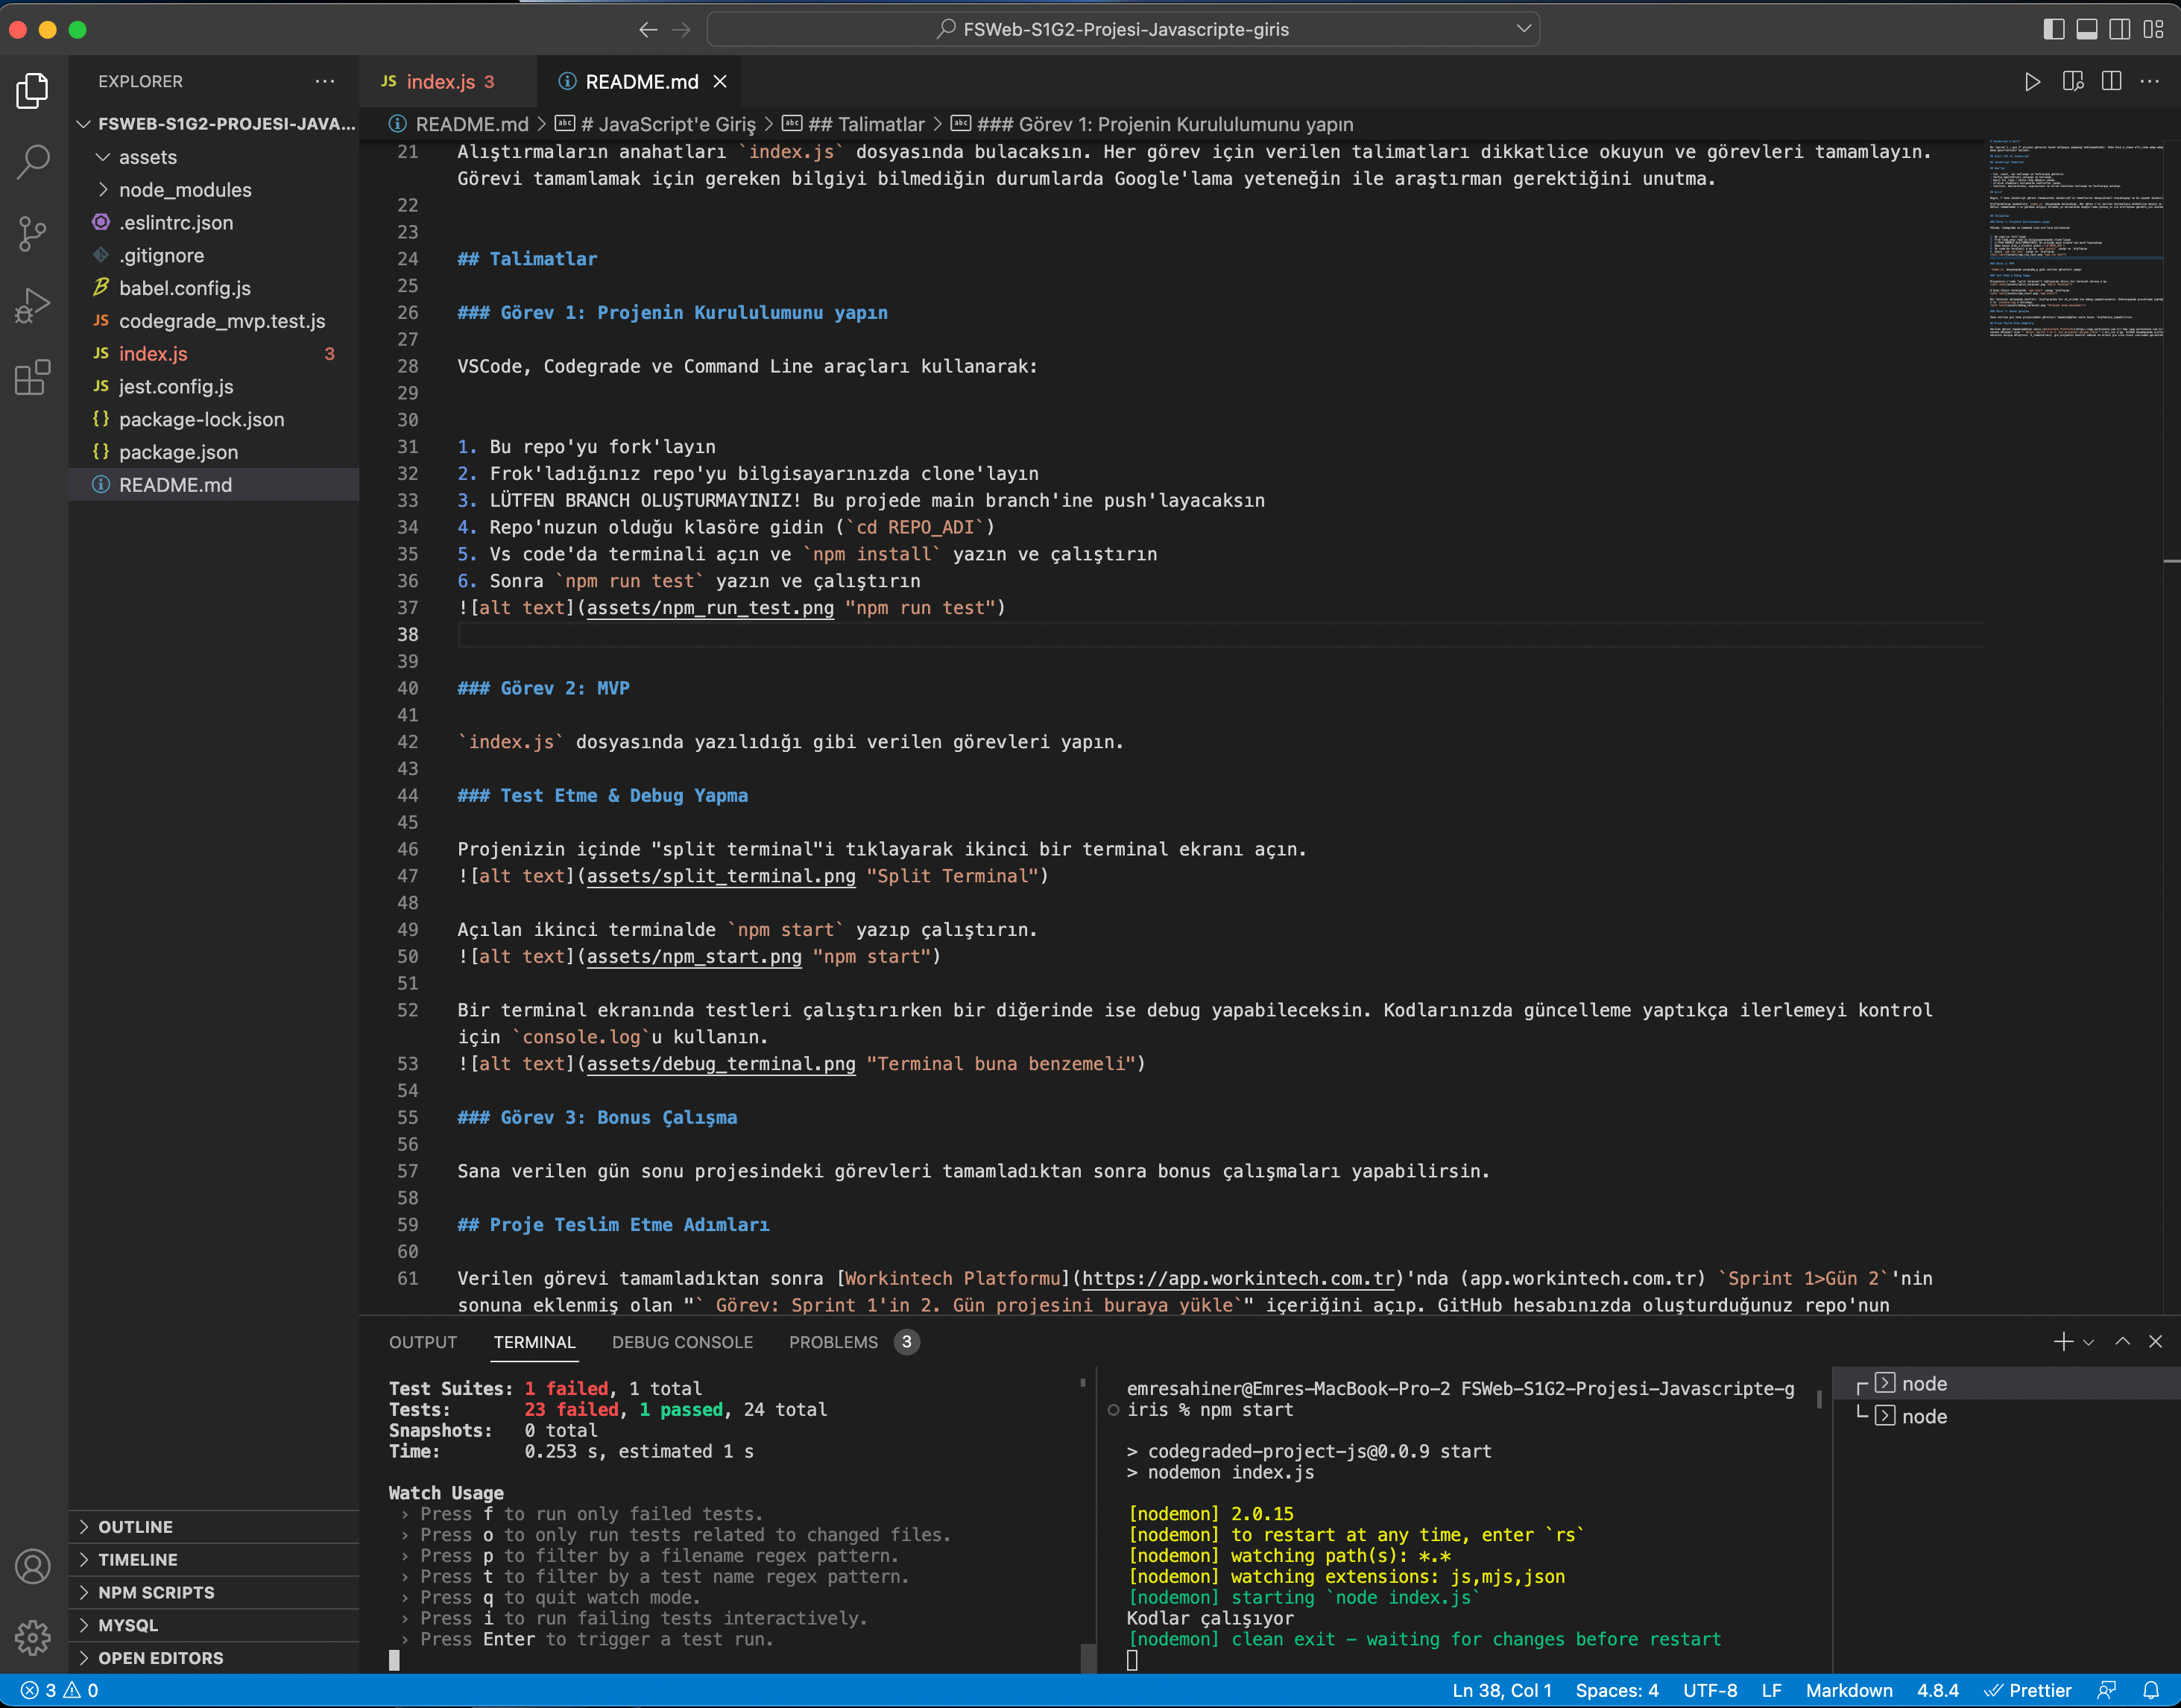 FSWeb-S1G2-Projesi-Javascripte-giris
EXPLORER
JS index.js 3
README.md
FSWEB-S1G2-PROJESI-JAVA...
README.md > # JavaScript'e Giriş > ## Talimatlar > ### Görev 1: Projenin Kurululumunu yapın
assets
node_modules
.eslintrc.json
.gitignore
babel.config.js
JS codegrade_mvp.test.js
JS index.js 3
JS jest.config.js
{} package-lock.json
{} package.json
README.md
OUTLINE
TIMELINE
NPM SCRIPTS
MYSQL
OPEN EDITORS
21 Alıştırmaların anahatları `index.js` dosyasında bulacaksın. Her görev için verilen talimatları dikkatlice okuyun ve görevleri tamamlayın.
Görevi tamamlamak için gereken bilgiyi bilmediğin durumlarda Google'lama yeteneğin ile araştırman gerektiğini unutma.
22
23
24 ## Talimatlar
25
26 ### Görev 1: Projenin Kurululumunu yapın
27
28 VSCode, Codegrade ve Command Line araçları kullanarak:
29
30
31 1. Bu repo'yu fork'layın
32 2. Frok'ladığınız repo'yu bilgisayarınızda clone'layın
33 3. LÜTFEN BRANCH OLUŞTURMAYINIZ! Bu projede main branch'ine push'layacaksın
34 4. Repo'nuzun olduğu klasöre gidin (`cd REPO_ADI`)
35 5. Vs code'da terminali açın ve `npm install` yazın ve çalıştırın
36 6. Sonra `npm run test` yazın ve çalıştırın
37 ![alt text](assets/npm_run_test.png "npm run test")
38
39
40 ### Görev 2: MVP
41
42 `index.js` dosyasında yazılıdığı gibi verilen görevleri yapın.
43
44 ### Test Etme & Debug Yapma
45
46 Projenizin içinde "split terminal"i tıklayarak ikinci bir terminal ekranı açın.
47 ![alt text](assets/split_terminal.png "Split Terminal")
48
49 Açılan ikinci terminalde `npm start` yazıp çalıştırın.
50 ![alt text](assets/npm_start.png "npm start")
51
52 Bir terminal ekranında testleri çalıştırırken bir diğerinde ise debug yapabileceksin. Kodlarınızda güncelleme yaptıkça ilerlemeyi kontrol
için `console.log`u kullanın.
53 ![alt text](assets/debug_terminal.png "Terminal buna benzemeli")
54
55 ### Görev 3: Bonus Çalışma
56
57 Sana verilen gün sonu projesindeki görevleri tamamladıktan sonra bonus çalışmaları yapabilirsin.
58
59 ## Proje Teslim Etme Adımları
60
61 Verilen görevi tamamladıktan sonra [Workintech Platformu](https://app.workintech.com.tr)'nda (app.workintech.com.tr) `Sprint 1>Gün 2`'nin
sonuna eklenmiş olan "` Görev: Sprint 1'in 2. Gün projesini buraya yükle`" içeriğini açıp. GitHub hesabınızda oluşturduğunuz repo'nun
OUTPUT TERMINAL DEBUG CONSOLE PROBLEMS 3
Test Suites: 1 failed, 1 total
Tests: 23 failed, 1 passed, 24 total
Snapshots: 0 total
Time: 0.253 s, estimated 1 s
Watch Usage
› Press f to run only failed tests.
› Press o to only run tests related to changed files.
› Press p to filter by a filename regex pattern.
› Press t to filter by a test name regex pattern.
› Press q to quit watch mode.
› Press i to run failing tests interactively.
› Press Enter to trigger a test run.
emresahiner@Emres-MacBook-Pro-2 FSWeb-S1G2-Projesi-Javascripte-g
iris % npm start
> codegraded-project-js@0.0.9 start
> nodemon index.js
[nodemon] 2.0.15
[nodemon] to restart at any time, enter `rs`
[nodemon] watching path(s): *.*
[nodemon] watching extensions: js,mjs,json
[nodemon] starting `node index.js`
Kodlar çalışıyor
[nodemon] clean exit - waiting for changes before restart
node
node
3 0
Ln 38, Col 1 Spaces: 4 UTF-8 LF Markdown 4.8.4 Prettier